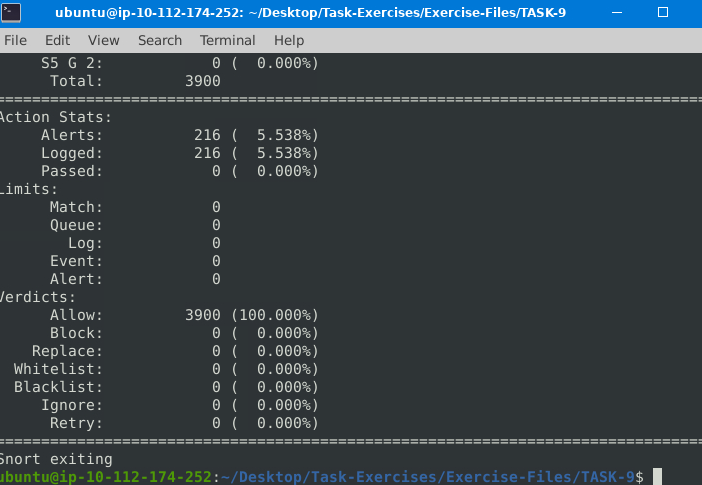 ubuntu@ip-10-112-174-252: ~/Desktop/Task-Exercises/Exercise-Files/TASK-9
File Edit View Search Terminal Help
S5 G 2: 0 ( 0.000%)
Total: 3900
===============================================================================
Action Stats:
Alerts: 216 ( 5.538%)
Logged: 216 ( 5.538%)
Passed: 0 ( 0.000%)
Limits:
Match: 0
Queue: 0
Log: 0
Event: 0
Alert: 0
Verdicts:
Allow: 3900 (100.000%)
Block: 0 ( 0.000%)
Replace: 0 ( 0.000%)
Whitelist: 0 ( 0.000%)
Blacklist: 0 ( 0.000%)
Ignore: 0 ( 0.000%)
Retry: 0 ( 0.000%)
===============================================================================
Snort exiting
ubuntu@ip-10-112-174-252:~/Desktop/Task-Exercises/Exercise-Files/TASK-9$